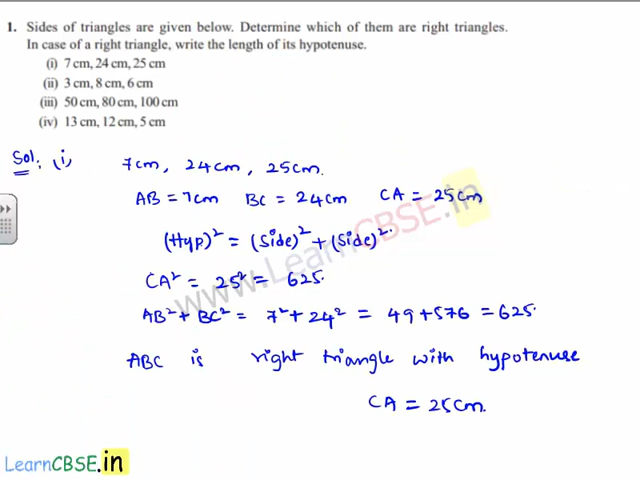 1. Sides of triangles are given below. Determine which of them are right triangles.
In case of a right triangle, write the length of its hypotenuse.
(i) 7 cm, 24 cm, 25 cm
(ii) 3 cm, 8 cm, 6 cm
(iii) 50 cm, 80 cm, 100 cm
(iv) 13 cm, 12 cm, 5 cm
Sol: (i) 7cm, 24cm, 25cm.
AB = 7cm BC = 24cm CA = 25cm
(Hyp)² = (Side)² + (Side)².
CA² = 25² = 625.
AB² + BC² = 7² + 24² = 49 + 576 = 625.
ABC is right triangle with hypotenuse
CA = 25cm.
www.LearnCBSE.in
LearnCBSE.in